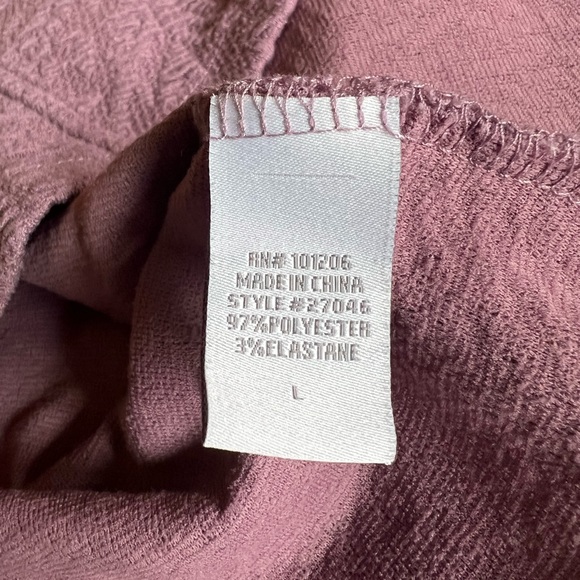 RN# 101206
MADE IN CHINA
STYLE #27046
97%POLYESTER
3%ELASTANE
L